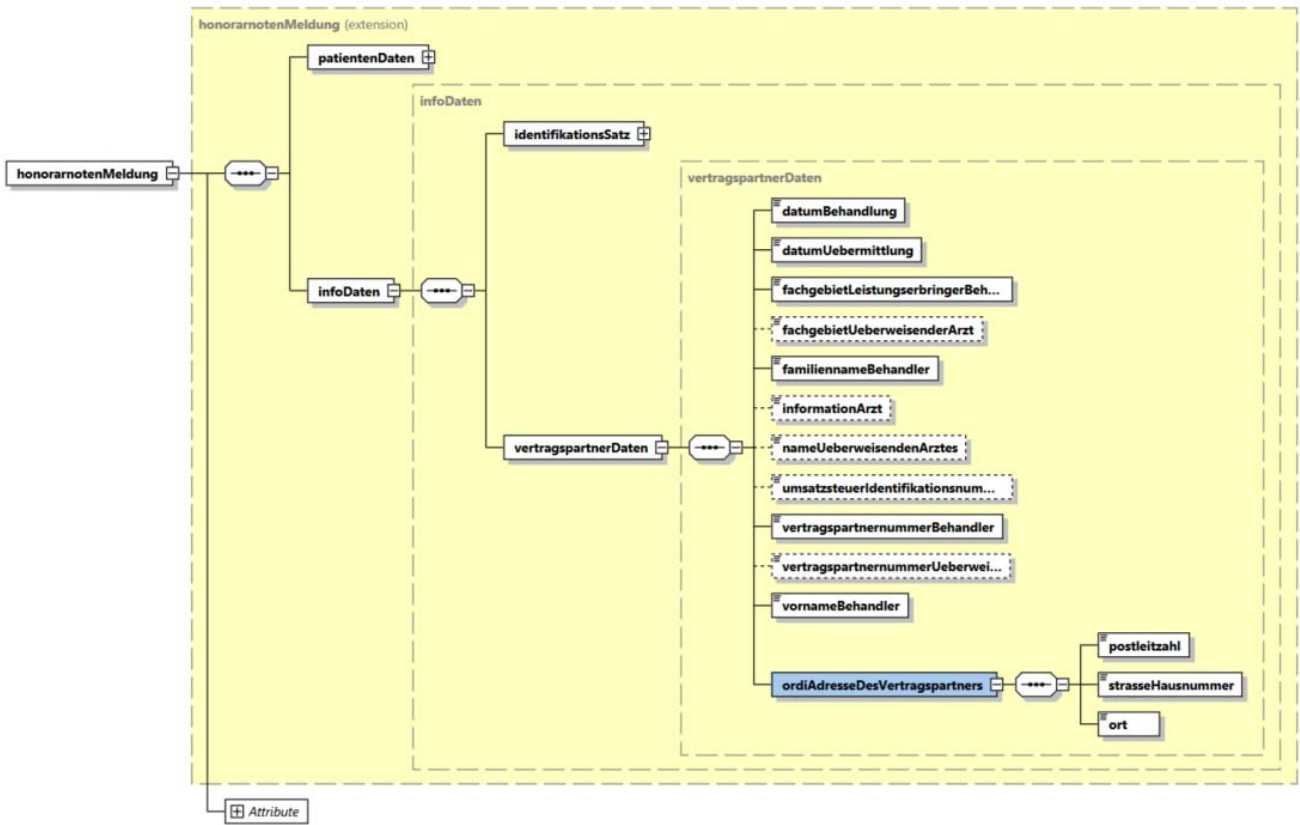 honorarnotenMeldung (extension)
patientenDaten
infoDaten
identifikationsSatz
honorarnotenMeldung
vertragspartnerDaten
datumBehandlung
datumUebermittlung
fachgebietLeistungserbringerBeh...
infoDaten
fachgebietUeberweisenderArzt
familiennameBehandler
informationArzt
vertragspartnerDaten
nameUeberweisendenArztes
umsatzsteuerIdentifikationsnum...
vertragspartnernummerBehandler
vertragspartnernummerUeberwei...
vornameBehandler
postleitzahl
ordiAdresseDesVertragspartners
strasseHausnummer
ort
Attribute